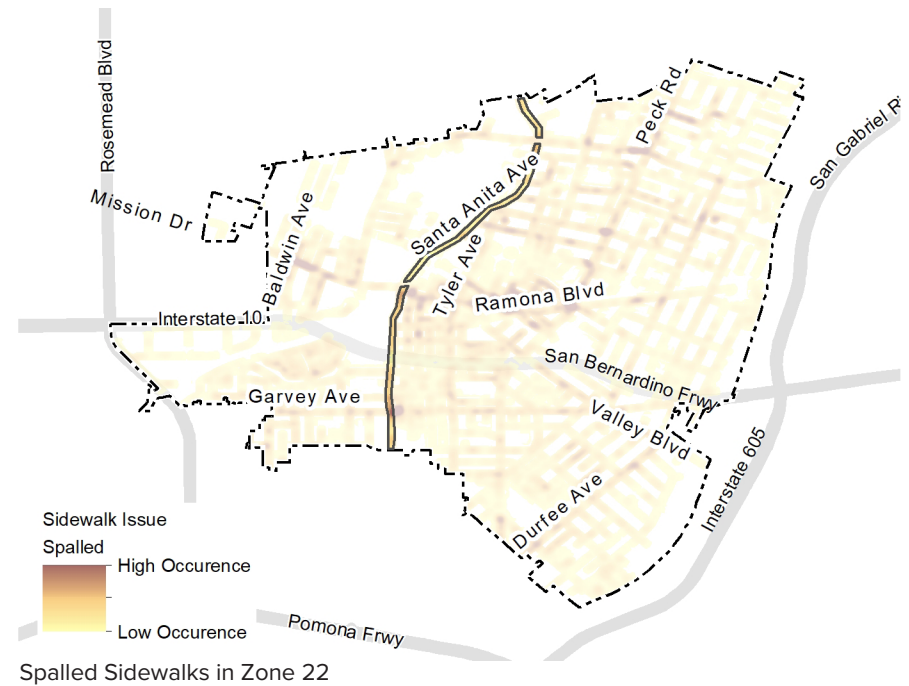 Rosemead Blvd
Peck Rd
San Gabriel R
Santa Anita Ave
Mission Dr
Baldwin Ave
Tyler Ave
Ramona Blvd
Interstate 10
San Bernardino Frwy
Garvey Ave
Valley Blvd
Interstate 605
Durfee Ave
Sidewalk Issue
Spalled
High Occurence
Low Occurence
Pomona Frwy
Spalled Sidewalks in Zone 22